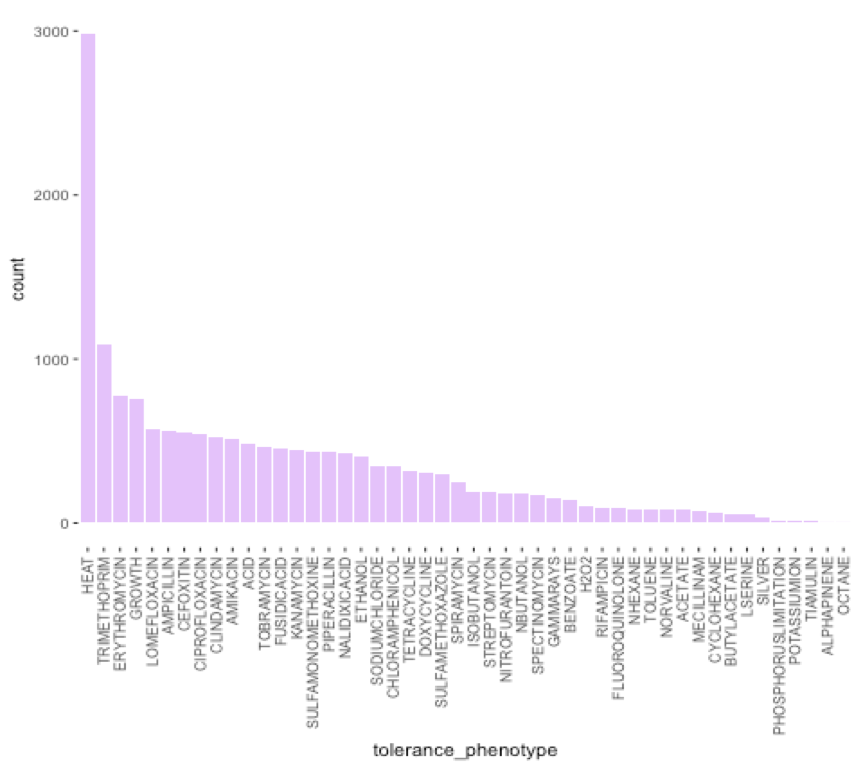 3000
2000
1000
0
count
HEAT
TRIMETHOPRIM
ERYTHROMYCIN
GROWTH
LOMEFLOXACIN
AMPICILLIN
CEFOXITIN
CIPROFLOXACIN
CLINDAMYCIN
AMIKACIN
ACID
TOBRAMYCIN
FUSIDICACID
KANAMYCIN
SULFAMONOMETHOXINE
PIPERACILLIN
NALIDIXICACID
ETHANOL
SODIUMCHLORIDE
CHLORAMPHENICOL
TETRACYCLINE
DOXYCYCLINE
SULFAMETHOXAZOLE
SPIRAMYCIN
ISOBUTANOL
STREPTOMYCIN
NITROFURANTOIN
NBUTANOL
SPECTINOMYCIN
GAMMARAYS
BENZOATE
H2O2
RIFAMPICIN
FLUOROQUINOLONE
NHEXANE
TOLUENE
NORVALINE
ACETATE
MECILLINAM
CYCLOHEXANE
BUTYLACETATE
LSERINE
SILVER
PHOSPHORUSLIMITATION
POTASSIUMION
TIAMULIN
ALPHAPINENE
OCTANE
tolerance_phenotype